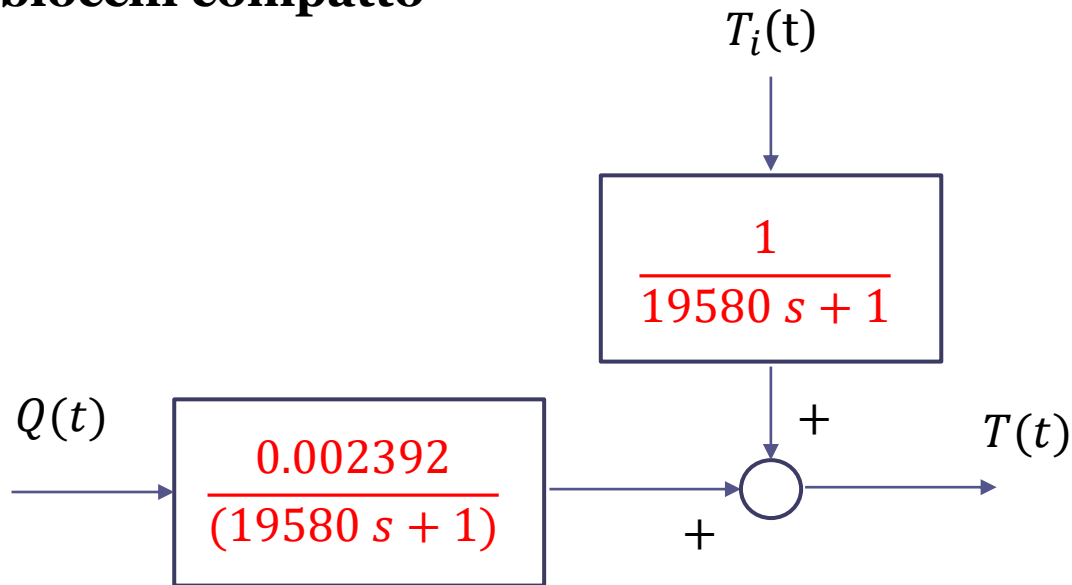 blocchi compatto
T_i(t)
1
19580 s + 1
+
Q(t)
T(t)
0.002392
(19580 s + 1)
+